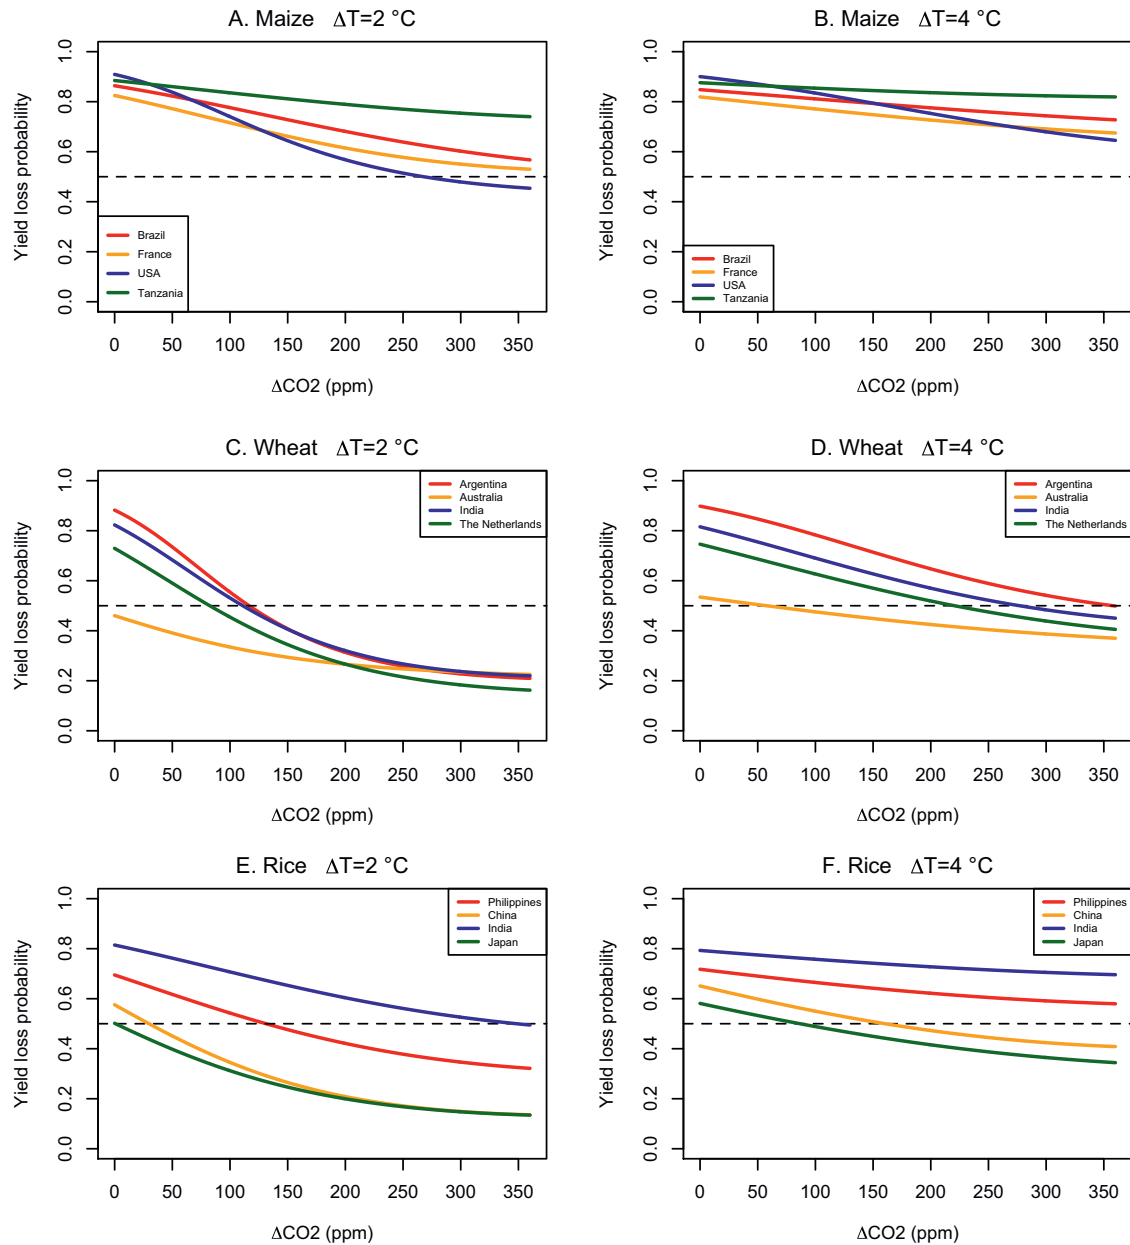 A. Maize ΔT=2 °C
Yield loss probability
1.0
0.8
0.6
0.4
0.2
0.0
Brazil
France
USA
Tanzania
0 50 100 150 200 250 300 350
ΔCO2 (ppm)
B. Maize ΔT=4 °C
Yield loss probability
1.0
0.8
0.6
0.4
0.2
0.0
Brazil
France
USA
Tanzania
0 50 100 150 200 250 300 350
ΔCO2 (ppm)
C. Wheat ΔT=2 °C
Yield loss probability
1.0
0.8
0.6
0.4
0.2
0.0
Argentina
Australia
India
The Netherlands
0 50 100 150 200 250 300 350
ΔCO2 (ppm)
D. Wheat ΔT=4 °C
Yield loss probability
1.0
0.8
0.6
0.4
0.2
0.0
Argentina
Australia
India
The Netherlands
0 50 100 150 200 250 300 350
ΔCO2 (ppm)
E. Rice ΔT=2 °C
Yield loss probability
1.0
0.8
0.6
0.4
0.2
0.0
Philippines
China
India
Japan
0 50 100 150 200 250 300 350
ΔCO2 (ppm)
F. Rice ΔT=4 °C
Yield loss probability
1.0
0.8
0.6
0.4
0.2
0.0
Philippines
China
India
Japan
0 50 100 150 200 250 300 350
ΔCO2 (ppm)